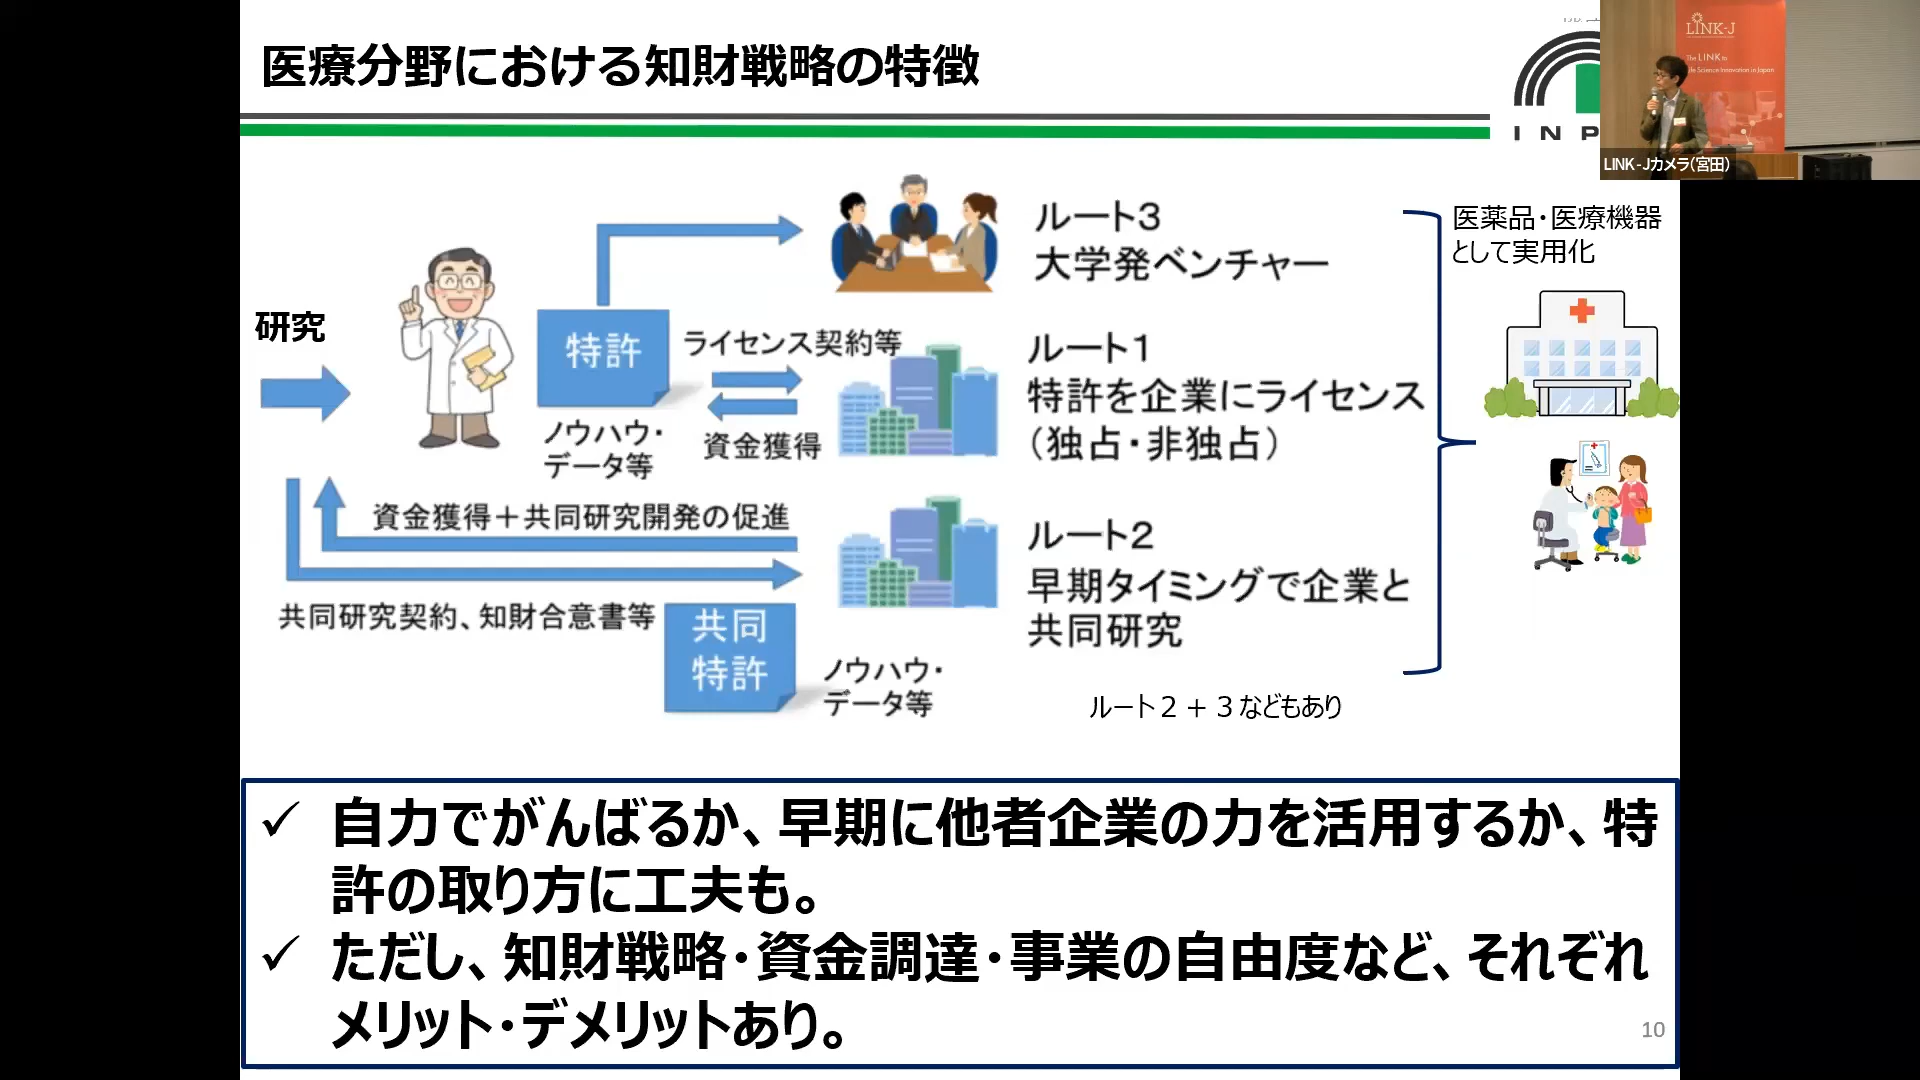 医療分野における知財戦略の特徴
INP
LINK-J
The LINK to
Life Science Innovation in Japan
LINK-Jカメラ(宮田)
研究
特許
ノウハウ・
データ等
ライセンス契約等
資金獲得
ルート3
大学発ベンチャー
ルート1
特許を企業にライセンス
（独占・非独占）
資金獲得＋共同研究開発の促進
共同研究契約、知財合意書等
共同
特許
ノウハウ・
データ等
ルート2
早期タイミングで企業と
共同研究
ルート２＋３などもあり
医薬品・医療機器
として実用化
✓ 自力でがんばるか、早期に他者企業の力を活用するか、特
許の取り方に工夫も。
✓ ただし、知財戦略・資金調達・事業の自由度など、それぞれ
メリット・デメリットあり。
10